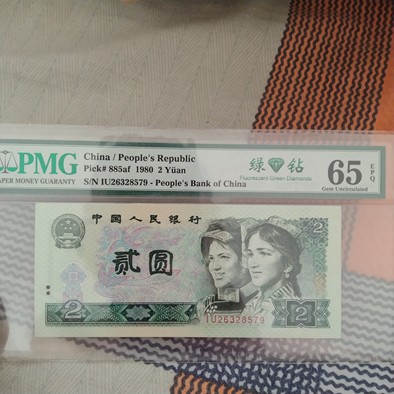 PMG
PAPER MONEY GUARANTY
China / People's Republic
Pick# 885af 1980 2 Yüan
S/N IU26328579 - People's Bank of China
绿 钻
Fluorescent Green Diamonds
65 EPQ
Gem Uncirculated
中国人民银行
2
贰圆
IU26328579
2
2